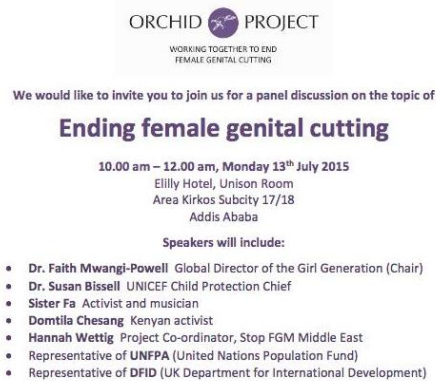 ORCHID PROJECT
WORKING TOGETHER TO END
FEMALE GENITAL CUTTING
We would like to invite you to join us for a panel discussion on the topic of
Ending female genital cutting
10.00 am – 12.00 am, Monday 13th July 2015
Elilly Hotel, Unison Room
Area Kirkos Subcity 17/18
Addis Ababa
Speakers will include:
• Dr. Faith Mwangi-Powell Global Director of the Girl Generation (Chair)
• Dr. Susan Bissell UNICEF Child Protection Chief
• Sister Fa Activist and musician
• Domtila Chesang Kenyan activist
• Hannah Wettig Project Co-ordinator, Stop FGM Middle East
• Representative of UNFPA (United Nations Population Fund)
• Representative of DFID (UK Department for International Development)